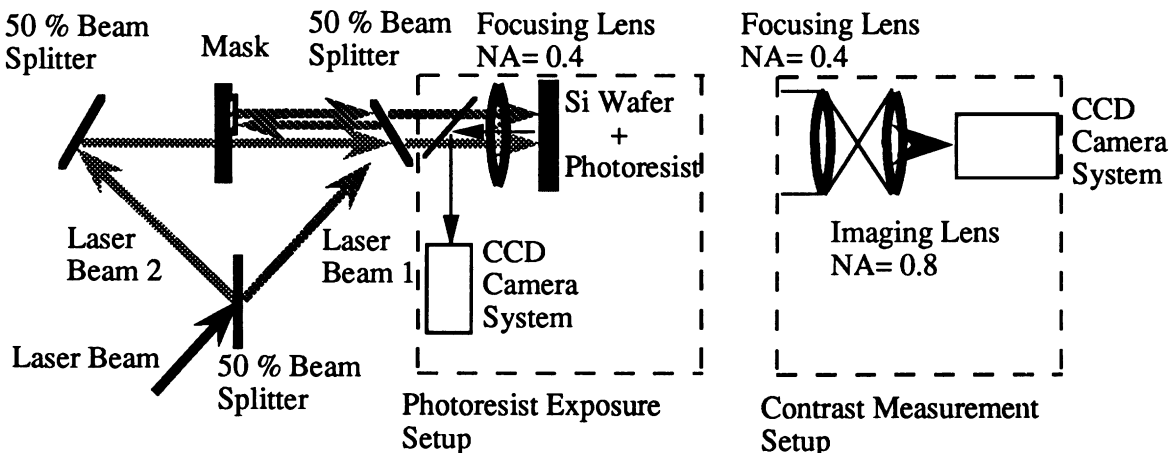 50 % Beam
Splitter
Mask
50 % Beam
Splitter
Focusing Lens
NA= 0.4
Si Wafer
+
Photoresist
Laser
Beam 2
Laser
Beam 1
CCD
Camera
System
Laser Beam
50 % Beam
Splitter
Photoresist Exposure
Setup
Focusing Lens
NA= 0.4
CCD
Camera
System
Imaging Lens
NA= 0.8
Contrast Measurement
Setup